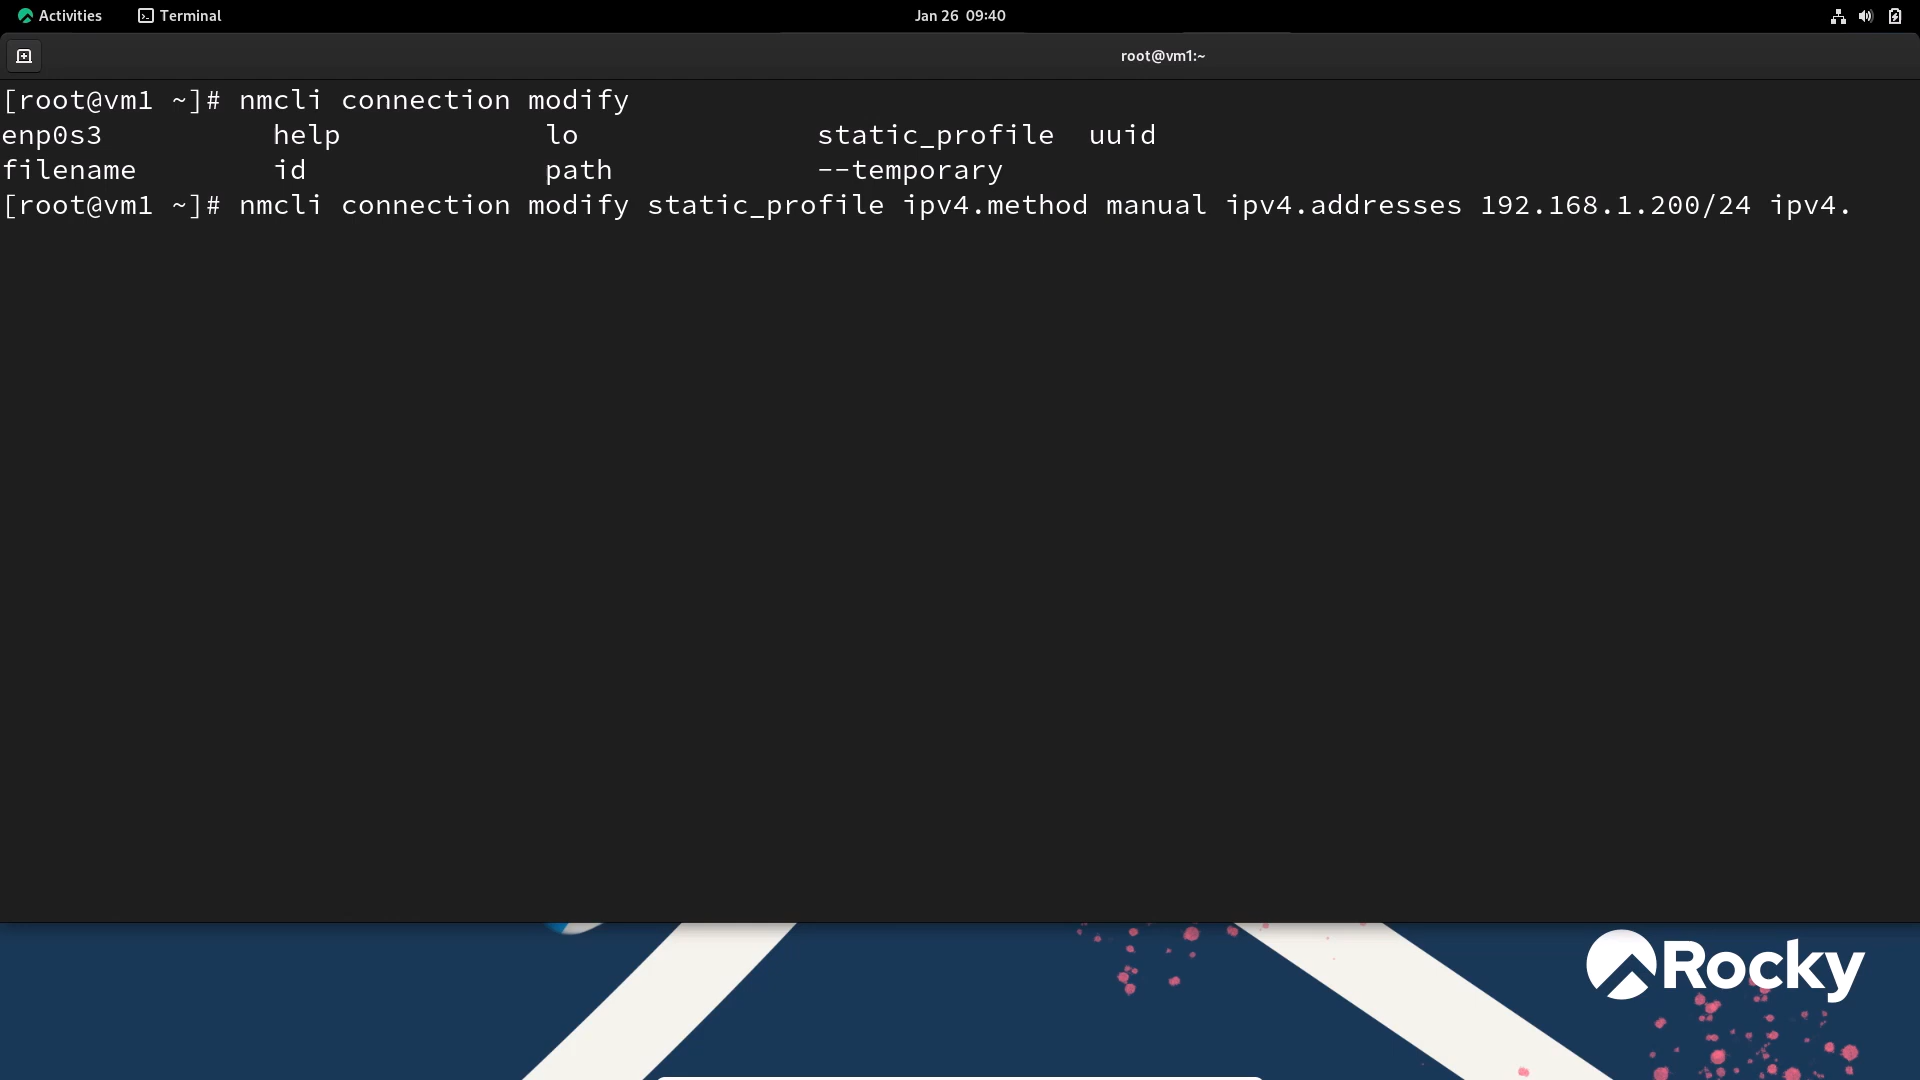 Activities Terminal Jan 26 09:40
root@vm1:~
[root@vm1 ~]# nmcli connection modify
enp0s3 help lo static_profile uuid
filename id path --temporary
[root@vm1 ~]# nmcli connection modify static_profile ipv4.method manual ipv4.addresses 192.168.1.200/24 ipv4.
Rocky